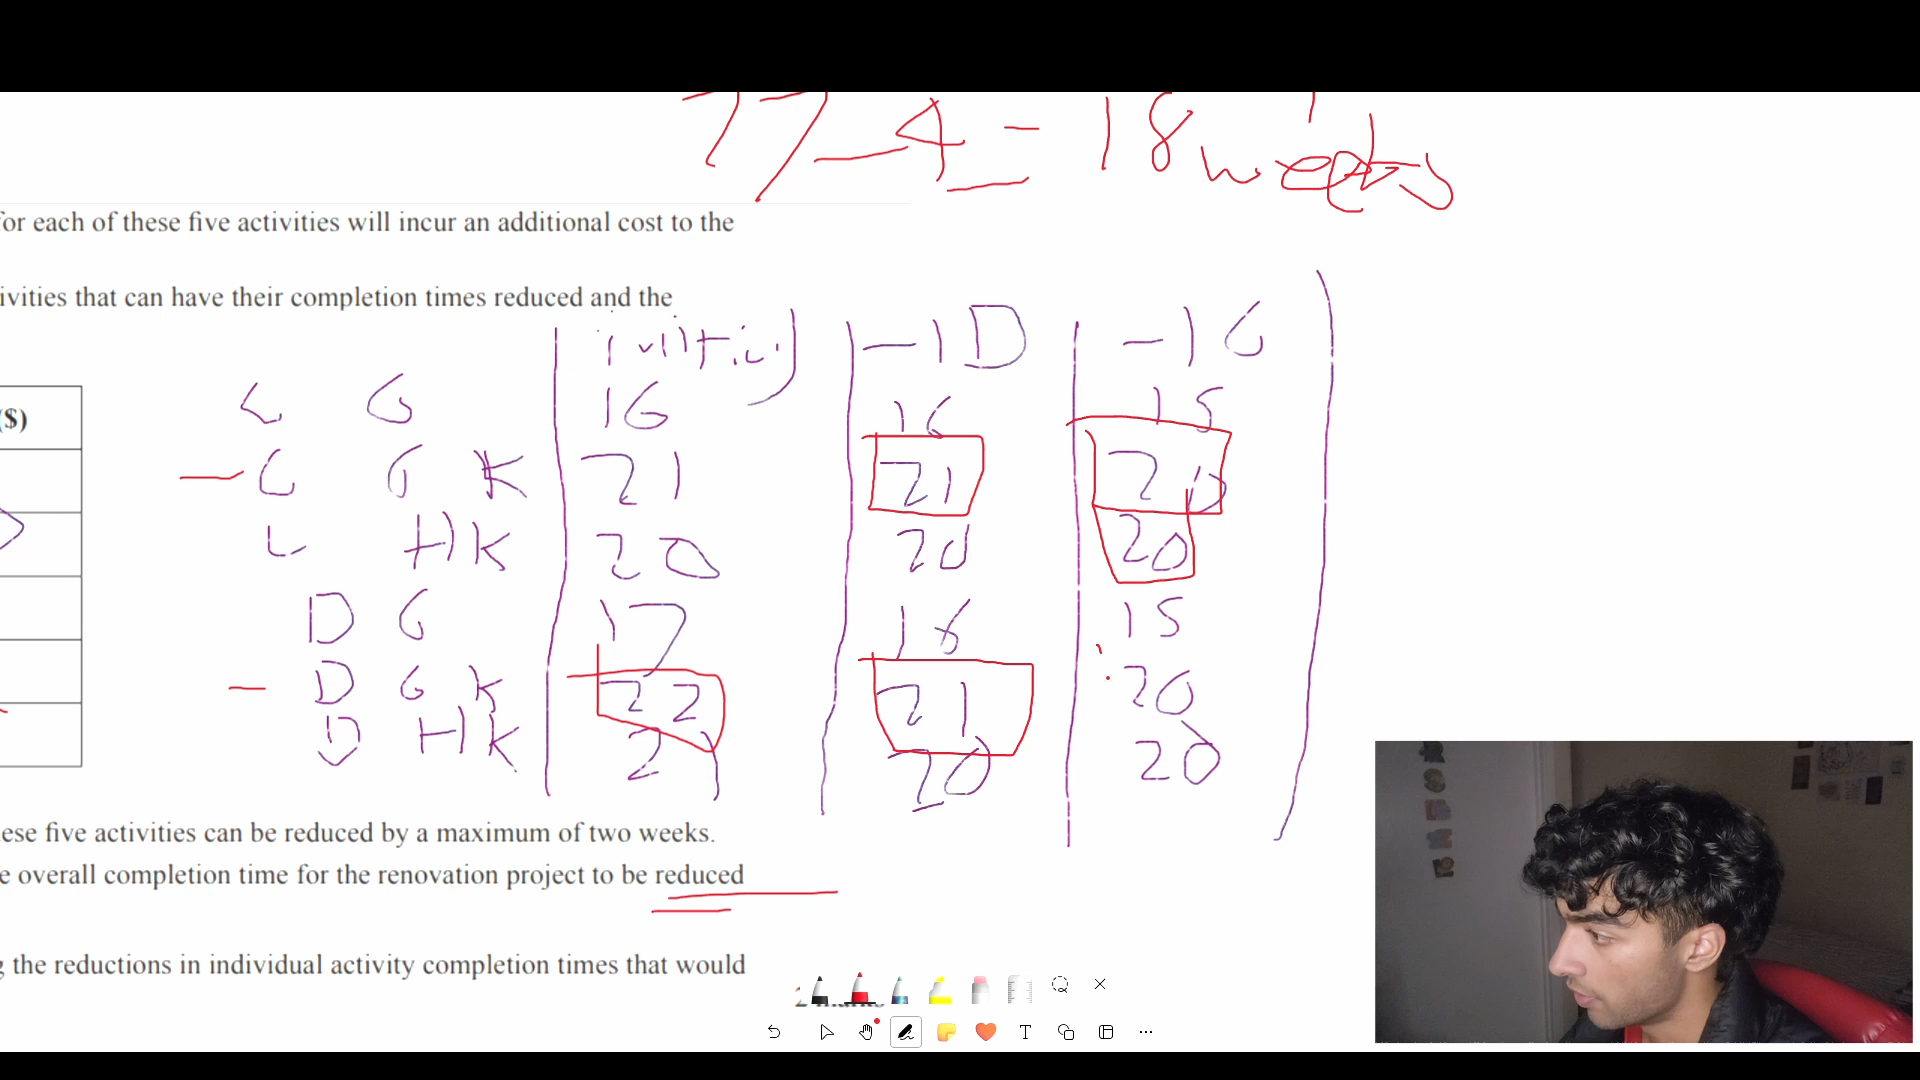 22 - 4 = 18 weeks
for each of these five activities will incur an additional cost to the
ivities that can have their completion times reduced and the
initial -1D -1G
($)
C G 16 16 15
- C G K 21 21 20
C H K 20 20 20
D G 17 16 15
- D G K 22 21 20
D H K 21 20 20
ese five activities can be reduced by a maximum of two weeks.
e overall completion time for the renovation project to be reduced
g the reductions in individual activity completion times that would